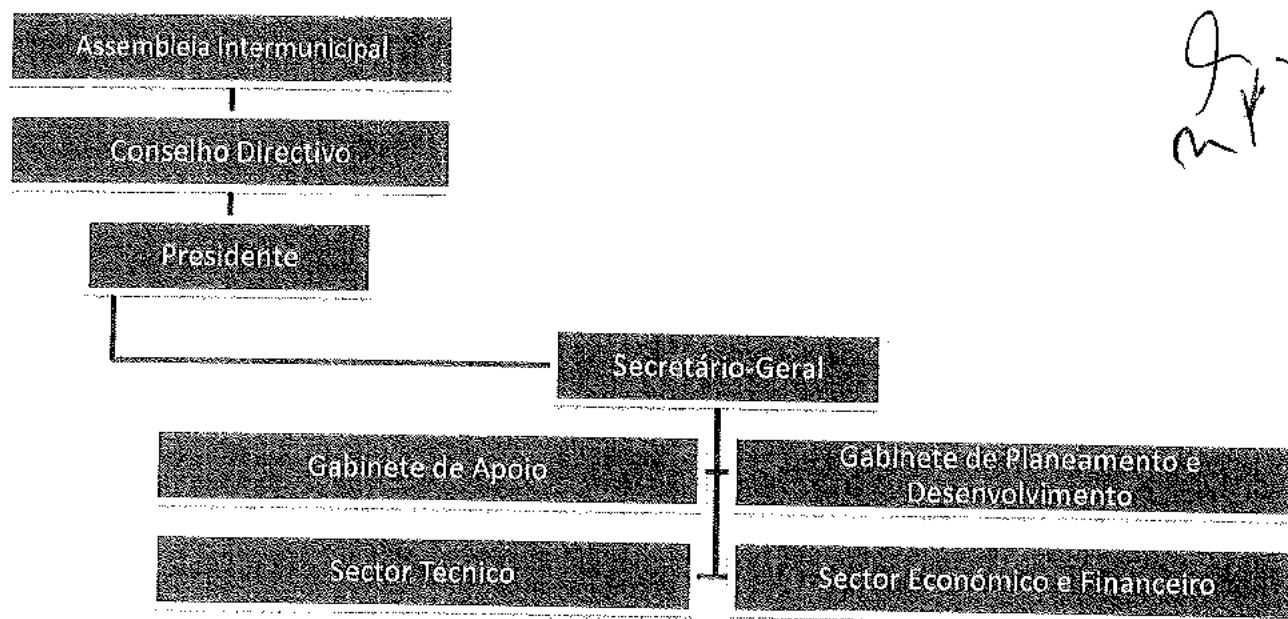 Assembleia Intermunicipal
Conselho Directivo
Presidente
Secretário-Geral
Gabinete de Apoio
Gabinete de Planeamento e
Desenvolvimento
Sector Técnico
Sector Económico e Financeiro